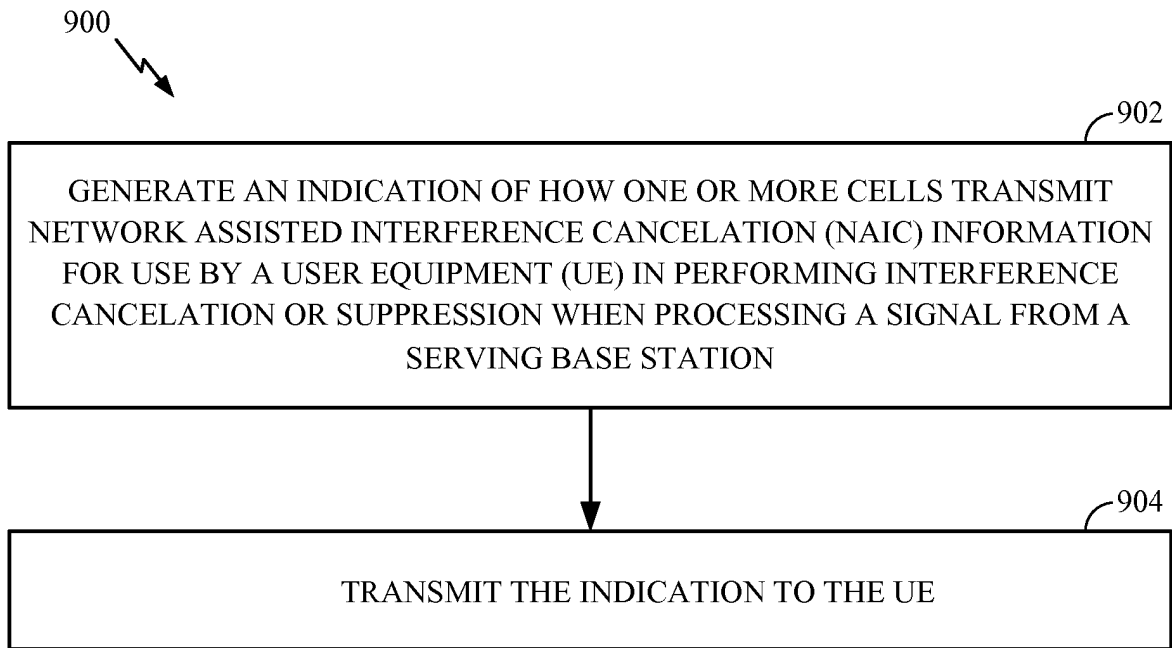 900
902
GENERATE AN INDICATION OF HOW ONE OR MORE CELLS TRANSMIT
NETWORK ASSISTED INTERFERENCE CANCELATION (NAIC) INFORMATION
FOR USE BY A USER EQUIPMENT (UE) IN PERFORMING INTERFERENCE
CANCELATION OR SUPPRESSION WHEN PROCESSING A SIGNAL FROM A
SERVING BASE STATION
904
TRANSMIT THE INDICATION TO THE UE